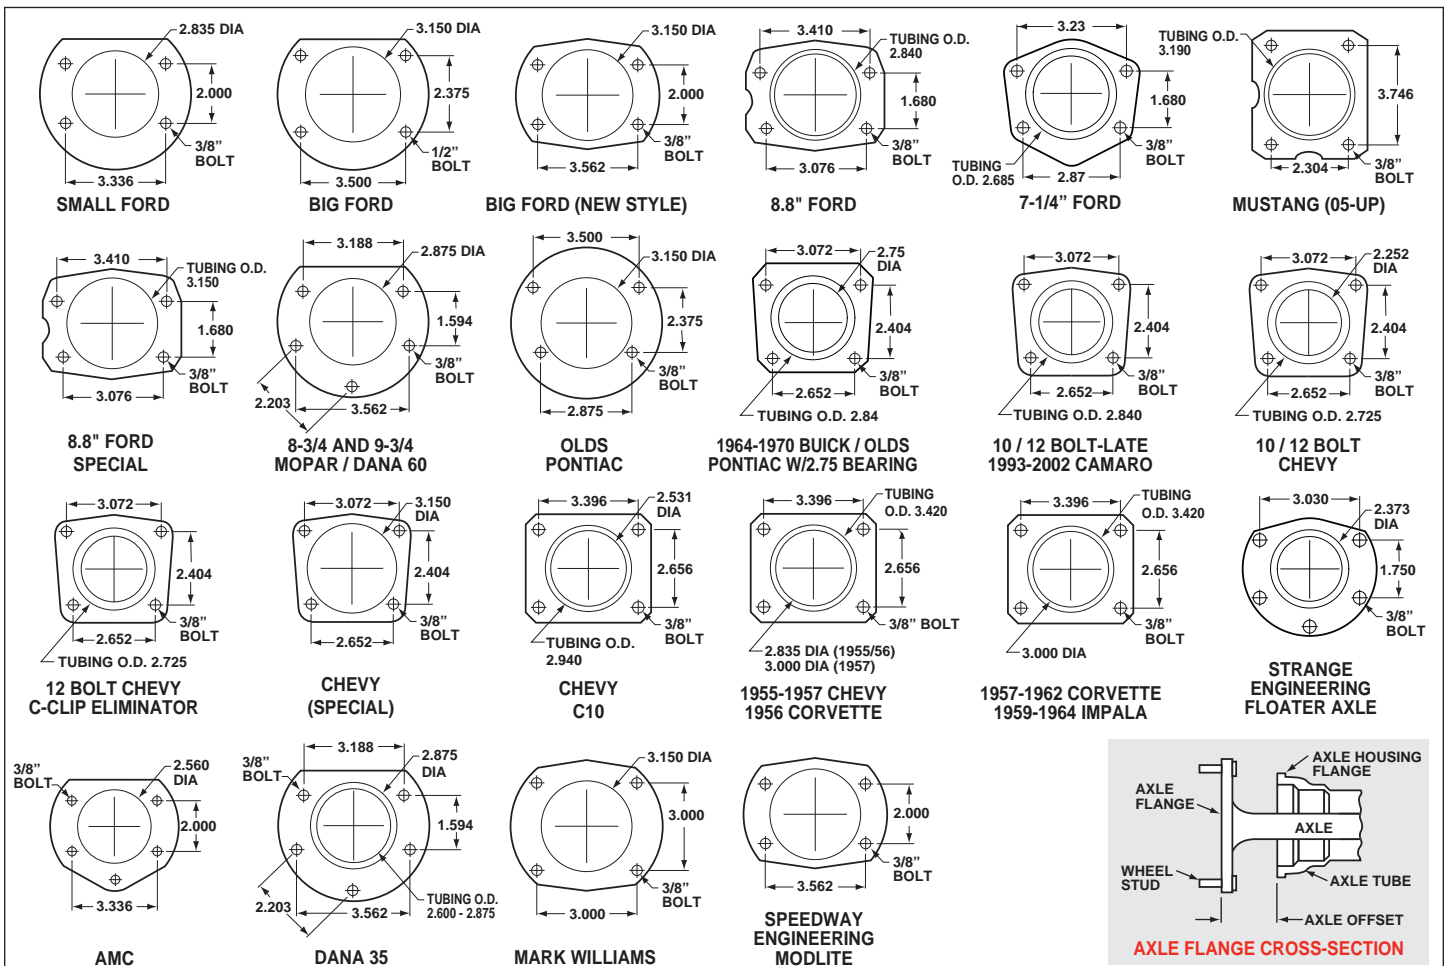 2.835 DIA
2.000
3/8”
BOLT
3.336
SMALL FORD
3.150 DIA
2.375
1/2”
BOLT
3.500
BIG FORD
3.150 DIA
2.000
3/8”
BOLT
3.562
BIG FORD (NEW STYLE)
3.410
TUBING O.D.
2.840
1.680
3/8”
BOLT
3.076
8.8" FORD
3.23
1.680
3/8”
BOLT
TUBING
O.D. 2.685
2.87
7-1/4” FORD
TUBING O.D.
3.190
3.746
3/8”
BOLT
2.304
MUSTANG (05-UP)
3.410
TUBING O.D.
3.150
1.680
3/8”
BOLT
3.076
8.8" FORD
SPECIAL
3.188
2.875 DIA
1.594
3/8”
BOLT
2.203
3.562
8-3/4 AND 9-3/4
MOPAR / DANA 60
3.500
3.150 DIA
2.375
3/8”
BOLT
2.875
OLDS
PONTIAC
3.072
2.75
DIA
2.404
3/8”
BOLT
2.652
TUBING O.D. 2.84
1964-1970 BUICK / OLDS
PONTIAC W/2.75 BEARING
3.072
2.404
3/8”
BOLT
2.652
TUBING O.D. 2.840
10 / 12 BOLT-LATE
1993-2002 CAMARO
3.072
2.252
DIA
2.404
3/8”
BOLT
2.652
TUBING O.D. 2.725
10 / 12 BOLT
CHEVY
3.072
2.404
3/8”
BOLT
2.652
TUBING O.D. 2.725
12 BOLT CHEVY
C-CLIP ELIMINATOR
3.072
3.150
DIA
2.404
3/8”
BOLT
2.652
CHEVY
(SPECIAL)
3.396
2.531
DIA
2.656
3/8”
BOLT
TUBING O.D.
2.940
CHEVY
C10
3.396
TUBING
O.D. 3.420
2.656
3/8” BOLT
2.835 DIA (1955/56)
3.000 DIA (1957)
1955-1957 CHEVY
1956 CORVETTE
3.396
TUBING
O.D. 3.420
2.656
3/8”
BOLT
3.000 DIA
1957-1962 CORVETTE
1959-1964 IMPALA
3.030
2.373
DIA
1.750
3/8”
BOLT
STRANGE
ENGINEERING
FLOATER AXLE
3/8”
BOLT
2.560
DIA
2.000
3.336
AMC
3/8”
BOLT
3.188
2.875
DIA
1.594
2.203
3.562
TUBING O.D.
2.600 - 2.875
DANA 35
3.150 DIA
3.000
3/8”
BOLT
3.000
MARK WILLIAMS
2.000
3/8”
BOLT
3.562
SPEEDWAY
ENGINEERING
MODLITE
AXLE HOUSING
FLANGE
AXLE
FLANGE
AXLE
WHEEL
STUD
AXLE TUBE
AXLE OFFSET
AXLE FLANGE CROSS-SECTION